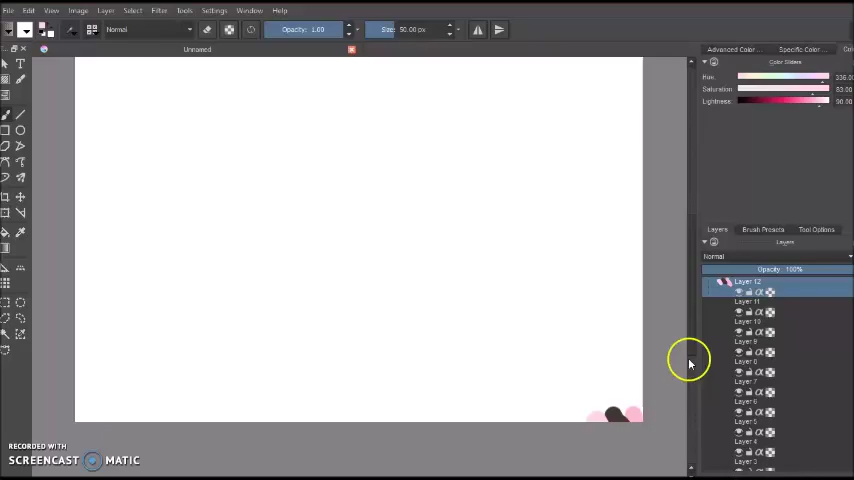 File Edit View Image Layer Select Filter Tools Settings Window Help
Normal Opacity: 1.00 Size: 50.00 px
Unnamed
Advanced Color ... Specific Color ...
Color Sliders
Hue:
Saturation
Lightness:
Layers Brush Presets Tool Options
Layers
Normal
Opacity 100%
Layer 12
Layer 11
Layer 10
Layer 9
Layer 8
Layer 7
Layer 6
Layer 5
Layer 4
Layer 3
RECORDED WITH
SCREENCAST MATIC